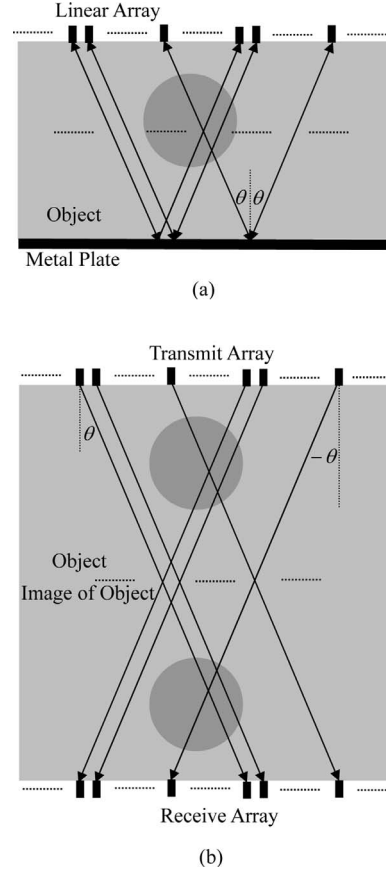 Linear Array
θ θ
Object
Metal Plate
(a)
Transmit Array
θ
−θ
Object
Image of Object
Receive Array
(b)